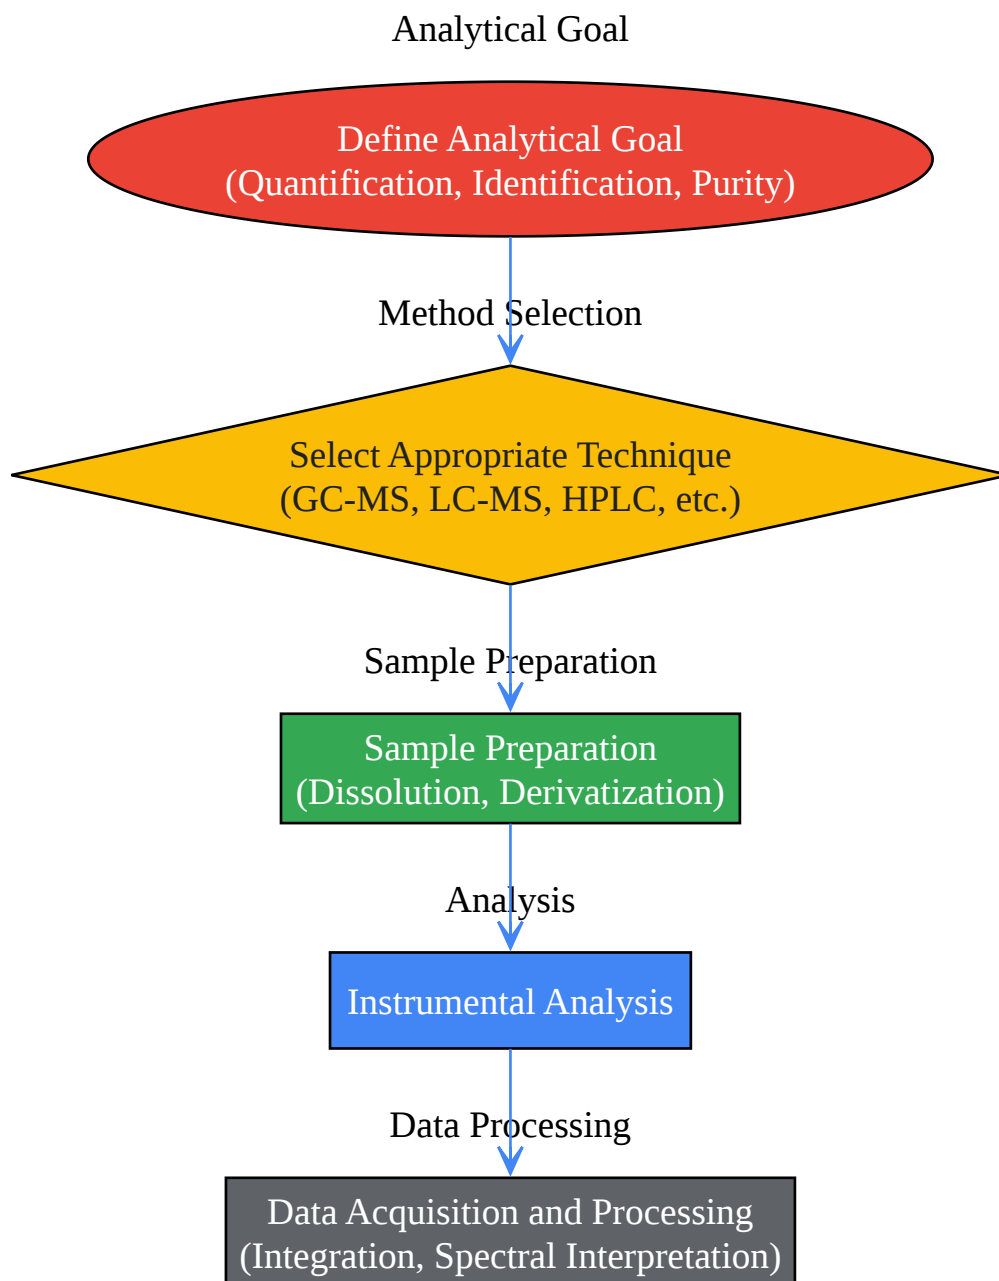 Analytical Goal
Define Analytical Goal
(Quantification, Identification, Purity)
Method Selection
Select Appropriate Technique
(GC-MS, LC-MS, HPLC, etc.)
Sample Preparation
Sample Preparation
(Dissolution, Derivatization)
Analysis
Instrumental Analysis
Data Processing
Data Acquisition and Processing
(Integration, Spectral Interpretation)